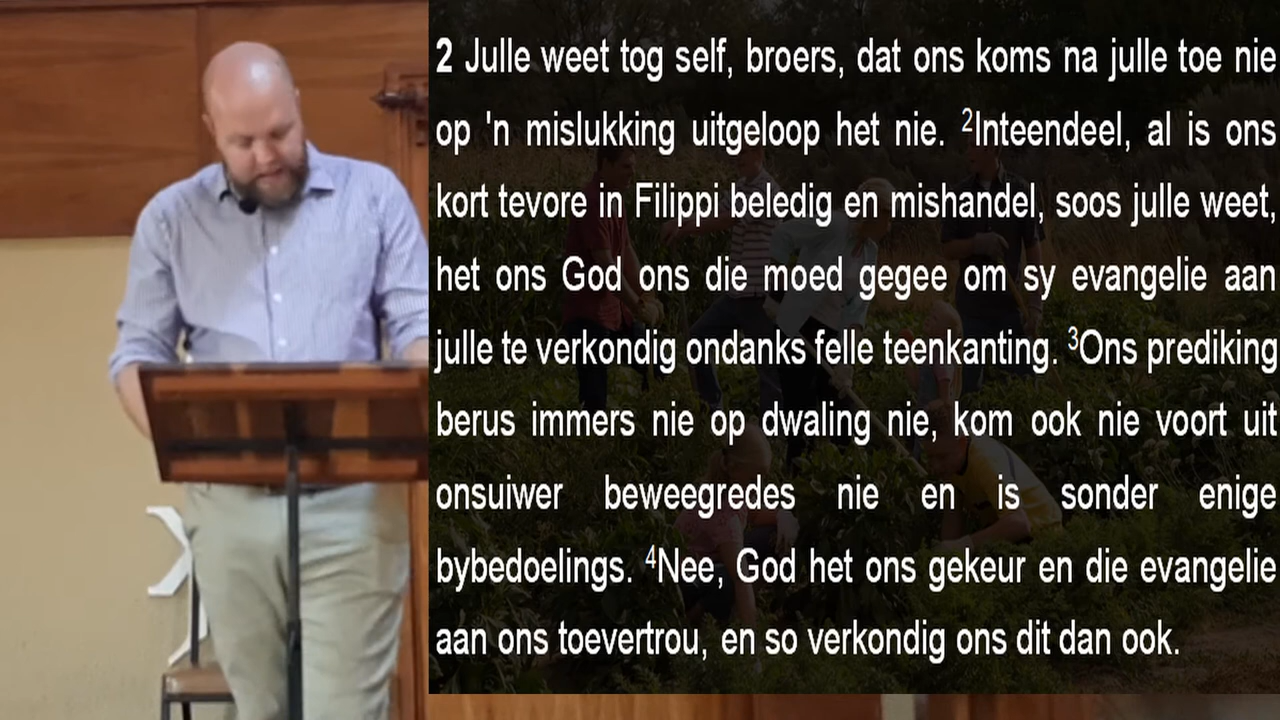 2 Julle weet tog self, broers, dat ons koms na julle toe nie
op 'n mislukking uitgeloop het nie. 2Inteendeel, al is ons
kort tevore in Filippi beledig en mishandel, soos julle weet,
het ons God ons die moed gegee om sy evangelie aan
julle te verkondig ondanks felle teenkanting. 3Ons prediking
berus immers nie op dwaling nie, kom ook nie voort uit
onsuiwer beweegredes nie en is sonder enige
bybedoelings. 4Nee, God het ons gekeur en die evangelie
aan ons toevertrou, en so verkondig ons dit dan ook.